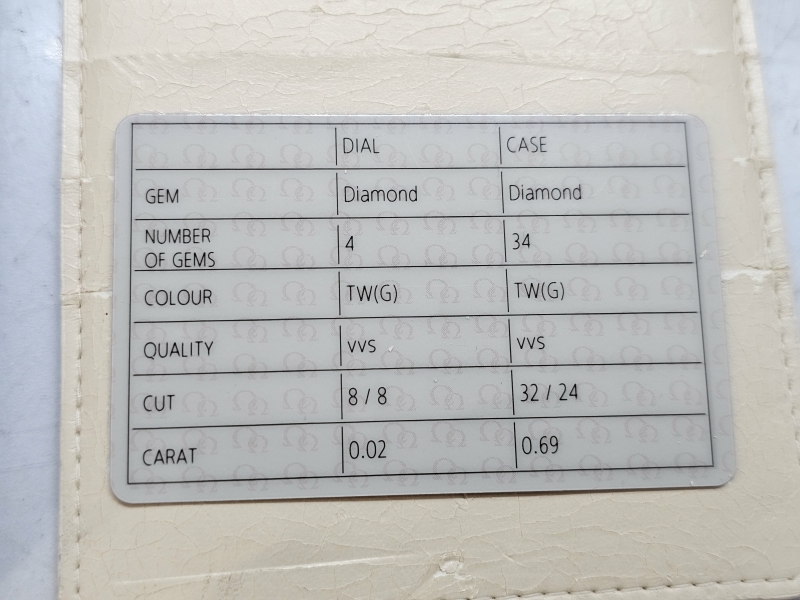 DIAL CASE
GEM Diamond Diamond
NUMBER OF GEMS 4 34
COLOUR TW(G) TW(G)
QUALITY VVS VVS
CUT 8 / 8 32 / 24
CARAT 0.02 0.69